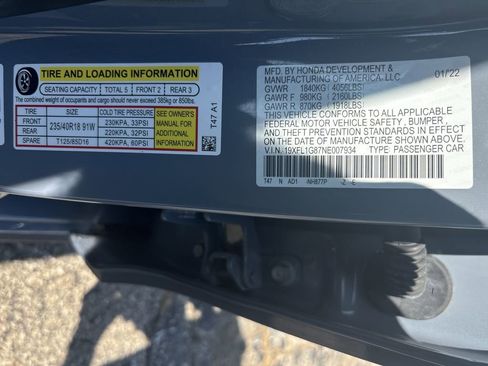 TIRE AND LOADING INFORMATION
SEATING CAPACITY TOTAL 5 FRONT 2 REAR 3
The combined weight of occupants and cargo should never exceed 385kg or 850lbs.
TIRE SIZE COLD TIRE PRESSURE
FRONT 235/40R18 91W 230KPA, 33PSI
REAR 220KPA, 32PSI
SPARE T125/85D16 420KPA, 60PSI
SEE OWNER'S
MANUAL FOR
ADDITIONAL
INFORMATION
T47 A1
MFD. BY HONDA DEVELOPMENT &
MANUFACTURING OF AMERICA, LLC 01/22
GVWR 1840KG 4056LBS
GAWR F 980KG 2160LBS
GAWR R 870KG 1918LBS
THIS VEHICLE CONFORMS TO ALL APPLICABLE
FEDERAL MOTOR VEHICLE SAFETY, BUMPER,
AND THEFT PREVENTION STANDARDS IN EFFECT
ON THE DATE OF MANUFACTURE SHOWN ABOVE.
V.I.N. 19XFL1G87NE007934 TYPE: PASSENGER CAR
T47 N AD1 -NH877P -2 -E